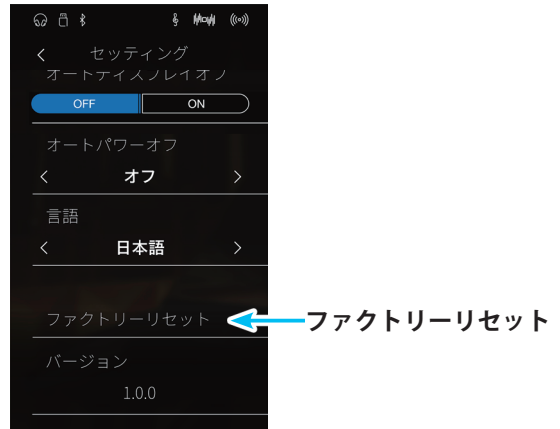 セッティング
オートディスプレイオフ
OFF ON
オートパワーオフ
オフ
言語
日本語
ファクトリーリセット ファクトリーリセット
バージョン
1.0.0